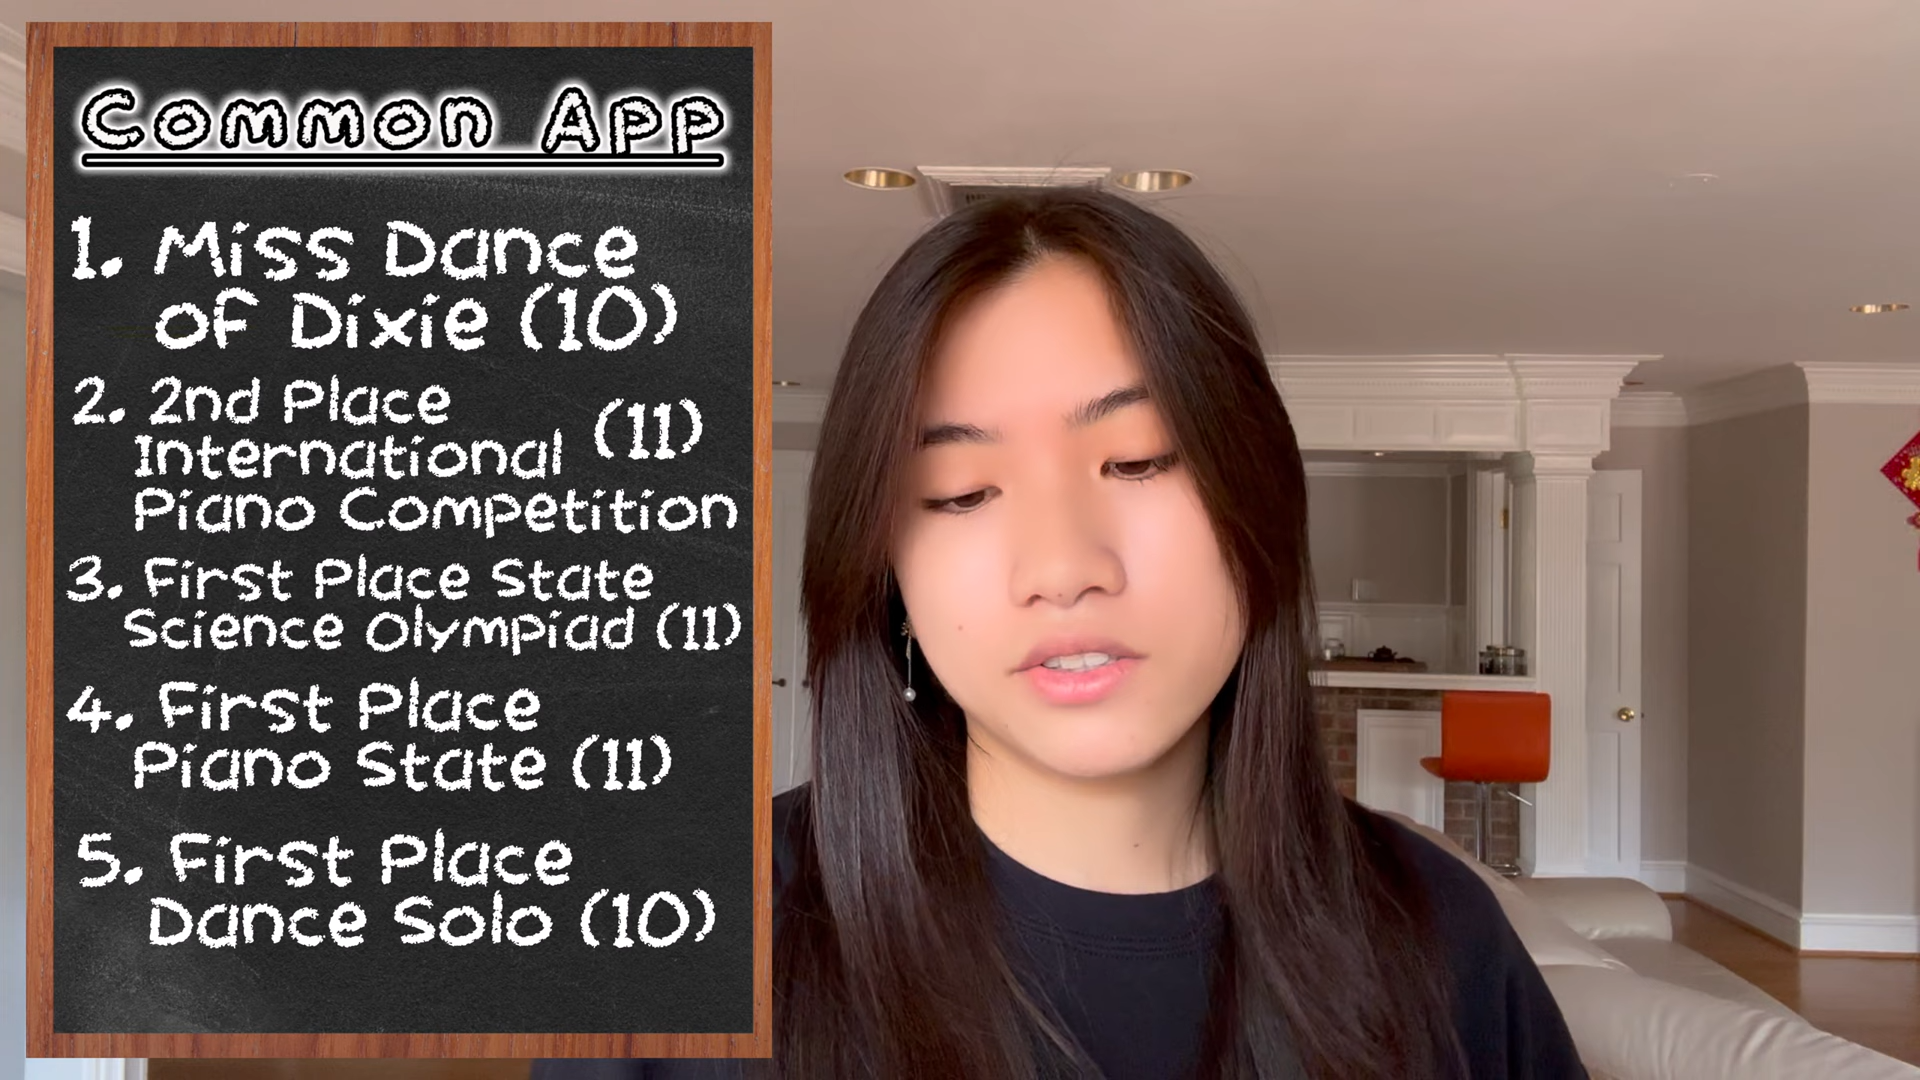 Common App
1. Miss Dance
of Dixie (10)
2. 2nd Place
International (11)
Piano Competition
3. First Place State
Science Olympiad (11)
4. First Place
Piano State (11)
5. First Place
Dance Solo (10)